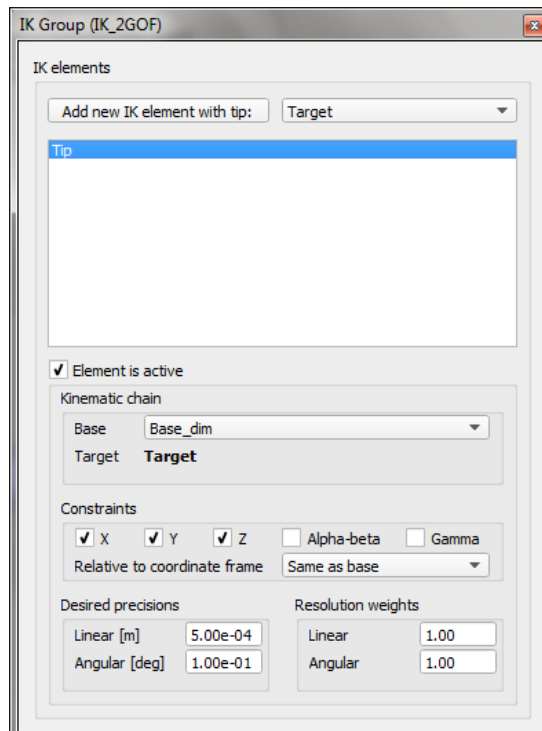 IK Group (IK_2GOF)
IK elements
Add new IK element with tip: Target
Tip
Element is active
Kinematic chain
Base Base_dim
Target Target
Constraints
X Y Z Alpha-beta Gamma
Relative to coordinate frame Same as base
Desired precisions Resolution weights
Linear [m] 5.00e-04 Linear 1.00
Angular [deg] 1.00e-01 Angular 1.00